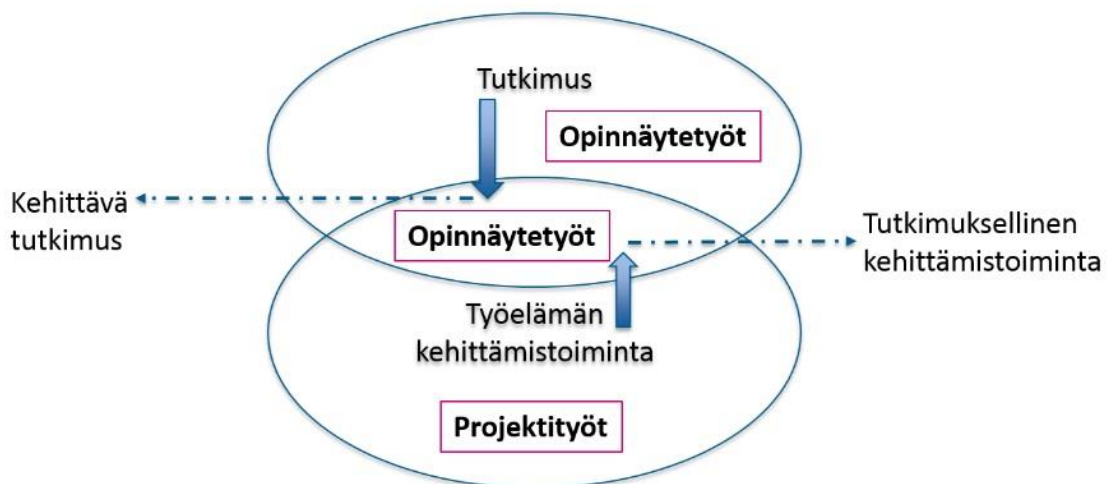 Tutkimus
Opinnäytetyöt
Kehittävä
tutkimus
Opinnäytetyöt
Tutkimuksellinen
kehittämistoiminta
Työelämän
kehittämistoiminta
Projektityöt